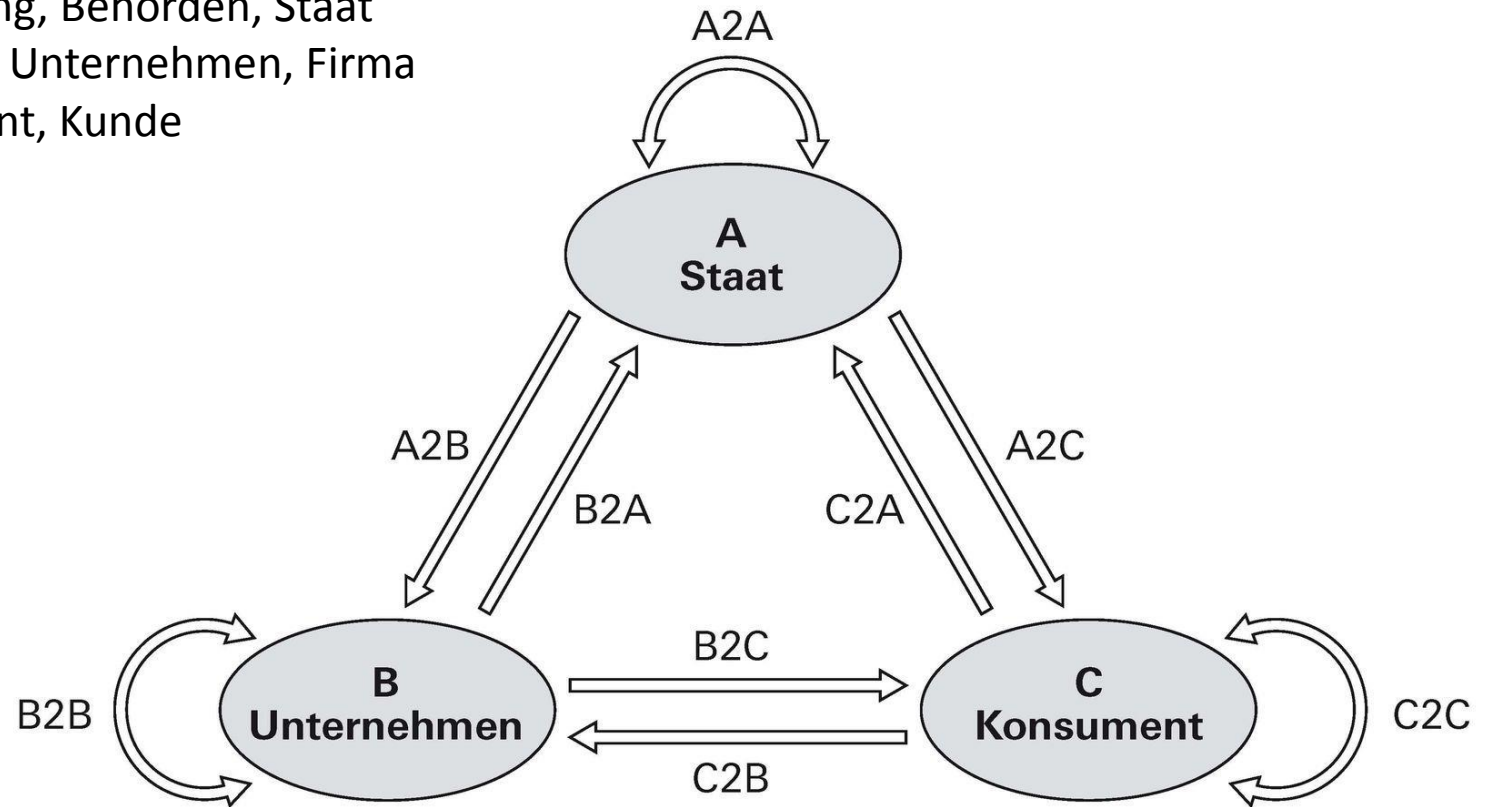 Behörden, Staat
Unternehmen, Firma
Kunde
A2A
A
Staat
A2B
A2C
B2A
C2A
B2C
B
Unternehmen
C
Konsument
B2B
C2C
C2B